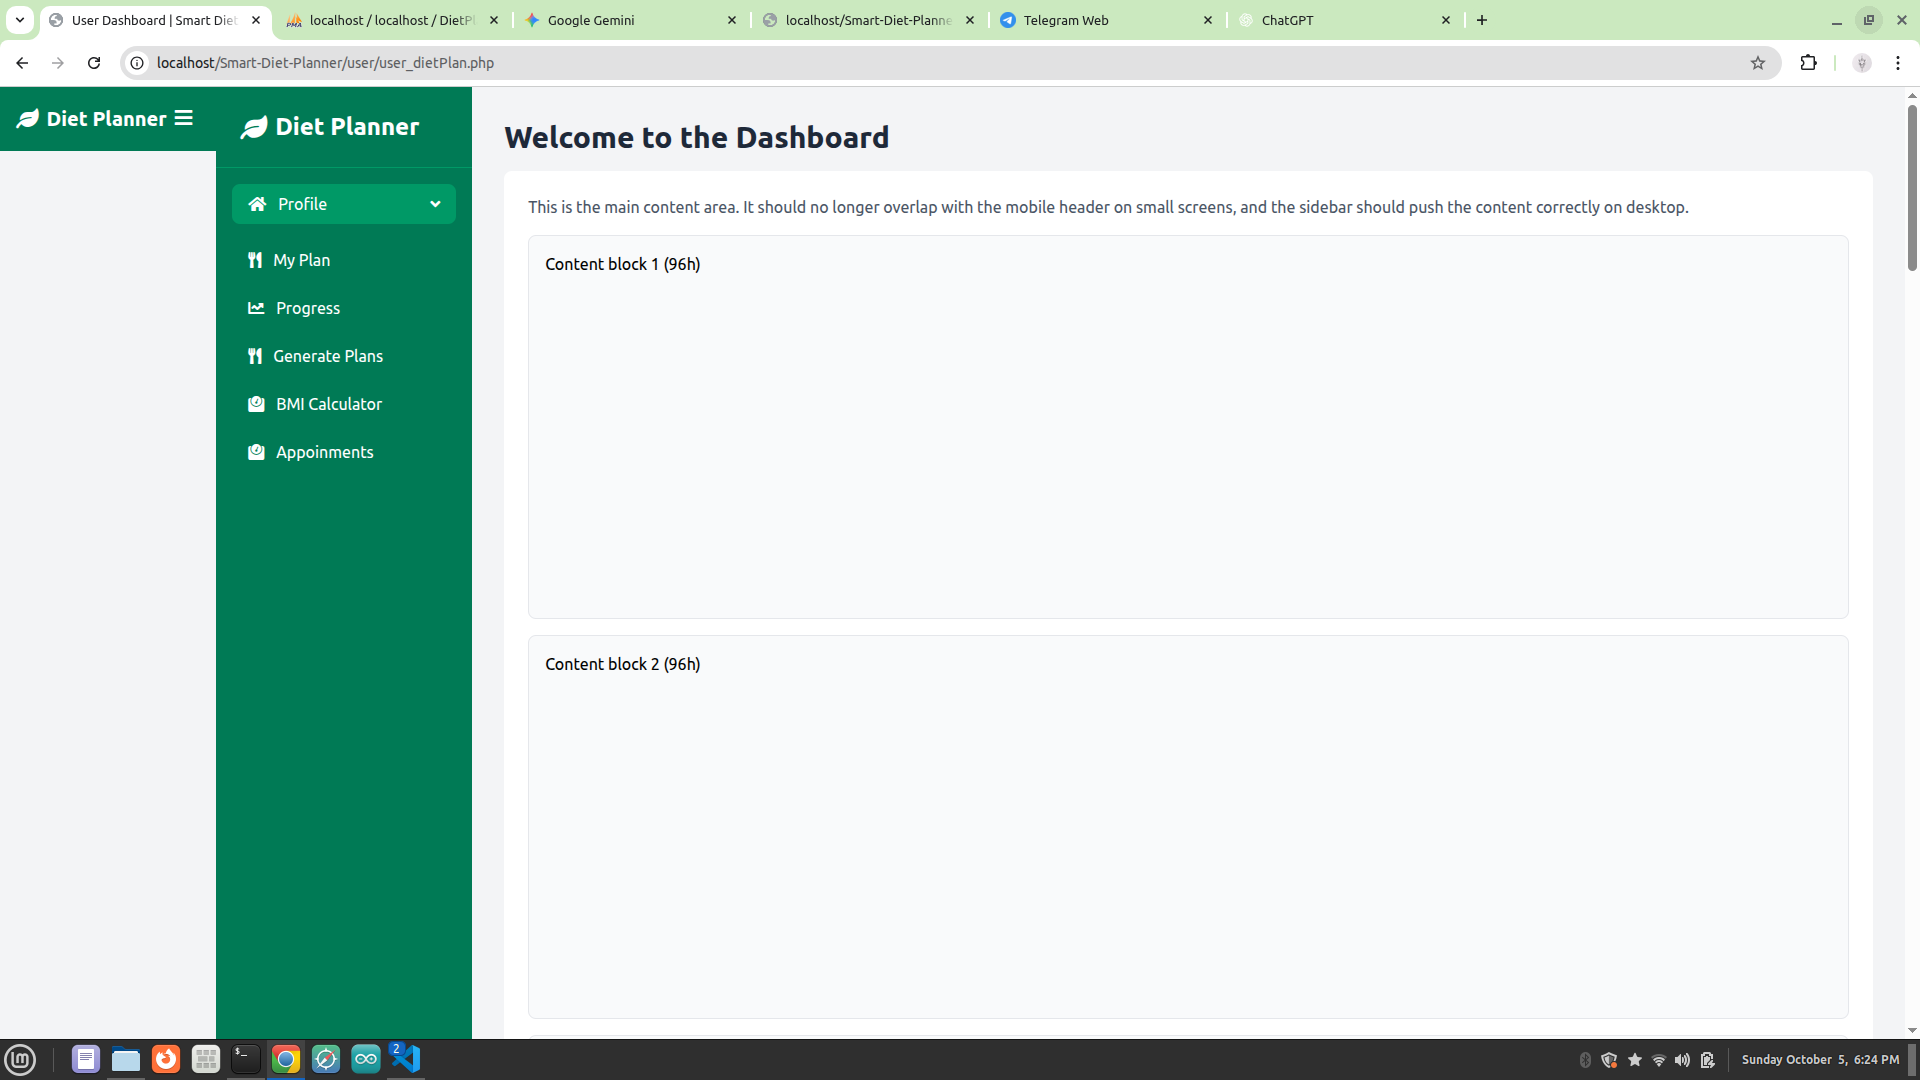 User Dashboard | Smart Diet
localhost / localhost / DietPl
Google Gemini
localhost/Smart-Diet-Planne
Telegram Web
ChatGPT
localhost/Smart-Diet-Planner/user/user_dietPlan.php
Diet Planner
Diet Planner
Profile
My Plan
Progress
Generate Plans
BMI Calculator
Appoinments
Welcome to the Dashboard
This is the main content area. It should no longer overlap with the mobile header on small screens, and the sidebar should push the content correctly on desktop.
Content block 1 (96h)
Content block 2 (96h)
2
Sunday October 5, 6:24 PM